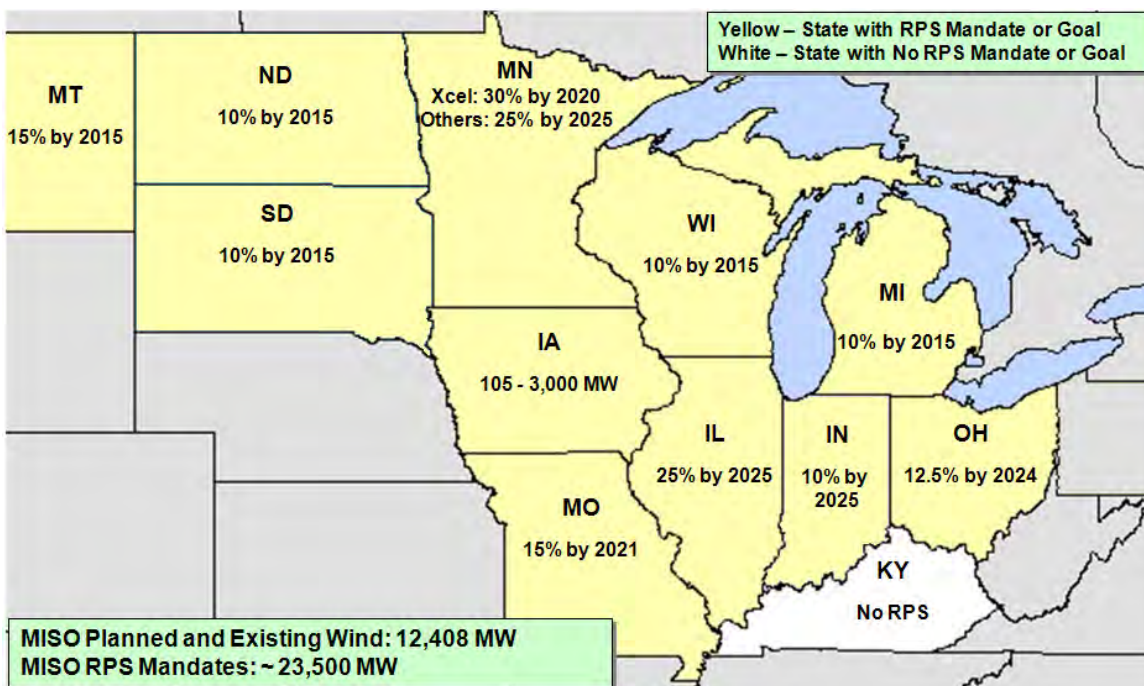 Yellow – State with RPS Mandate or Goal
White – State with No RPS Mandate or Goal
MT
15% by 2015
ND
10% by 2015
MN
Xcel: 30% by 2020
Others: 25% by 2025
SD
10% by 2015
WI
10% by 2015
MI
10% by 2015
IA
105 - 3,000 MW
IL
25% by 2025
IN
10% by
2025
OH
12.5% by 2024
MO
15% by 2021
KY
No RPS
MISO Planned and Existing Wind: 12,408 MW
MISO RPS Mandates: ~ 23,500 MW